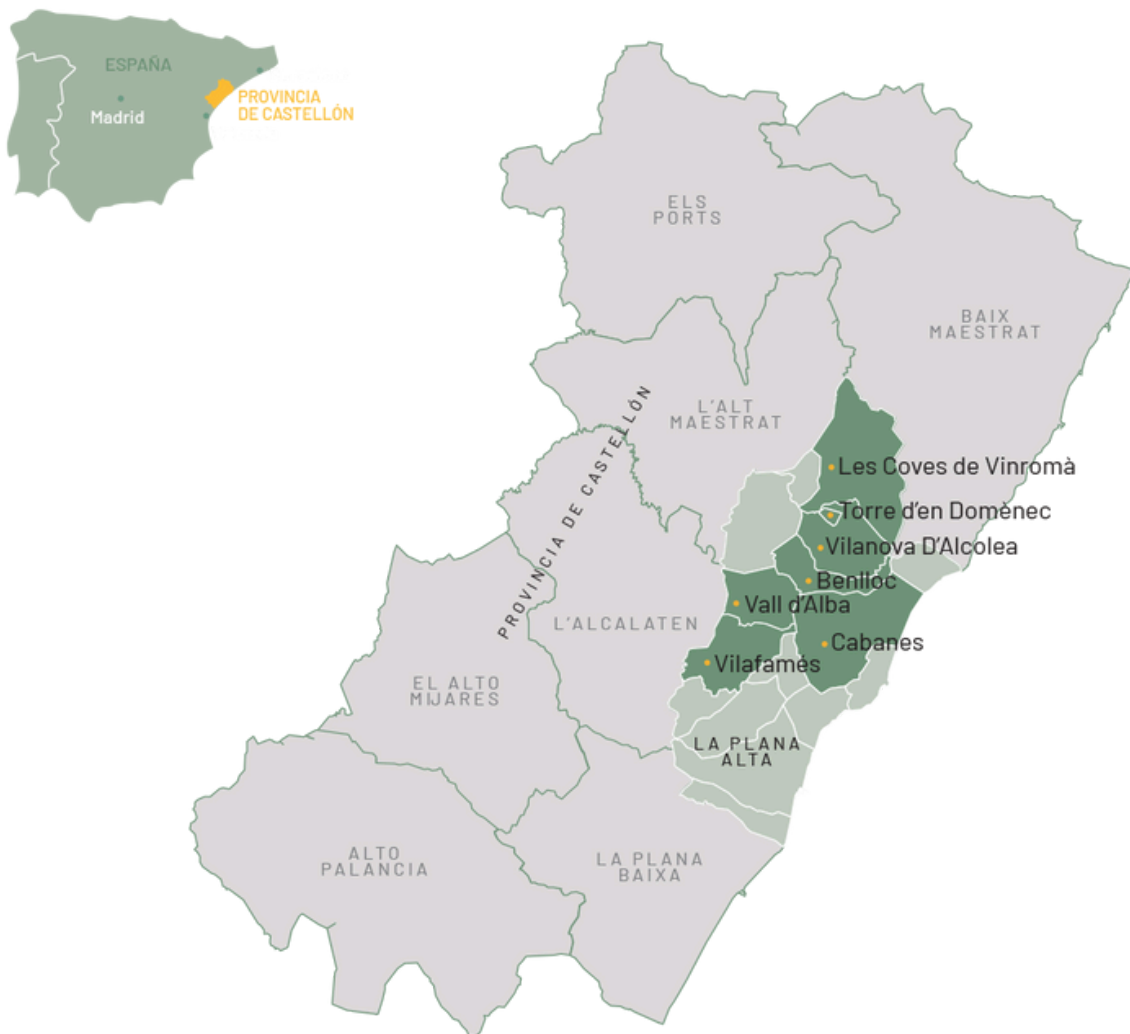 ESPAÑA
Madrid
PROVINCIA
DE CASTELLÓN
ELS
PORTS
BAIX
MAESTRAT
L'ALT
MAESTRAT
PROVINCIA DE CASTELLÓN
Les Coves de Vinromà
Torre d'en Domènec
Vilanova D'Alcolea
Benlloc
Vall d'Alba
L'ALCALATEN
Cabanes
Vilafamés
EL ALTO
MIJARES
LA PLANA
ALTA
ALTO
PALANCIA
LA PLANA
BAIXA